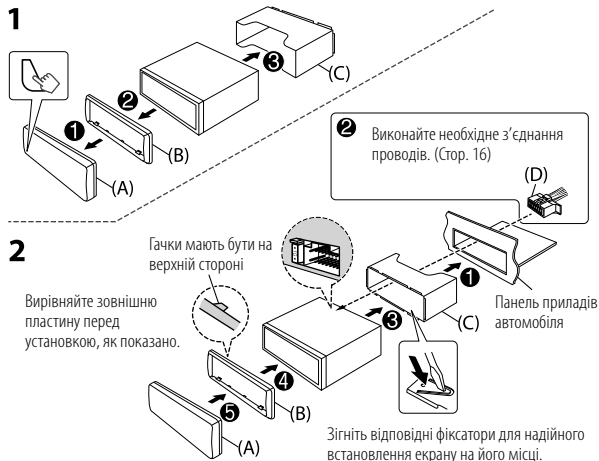 1
❸
(C)
❷
❶
(B)
(A)
❷ Виконайте необхідне з’єднання
проводів. (Стор. 16)
(D)
2
Гачки мають бути на
верхній стороні
❶
Вирівняйте зовнішню
пластину перед
установкою, як показано.
Панель приладів
автомобіля
❸
(C)
❹
(B)
❺
(A)
Зігніть відповідні фіксатори для надійного
встановлення екрану на його місці.